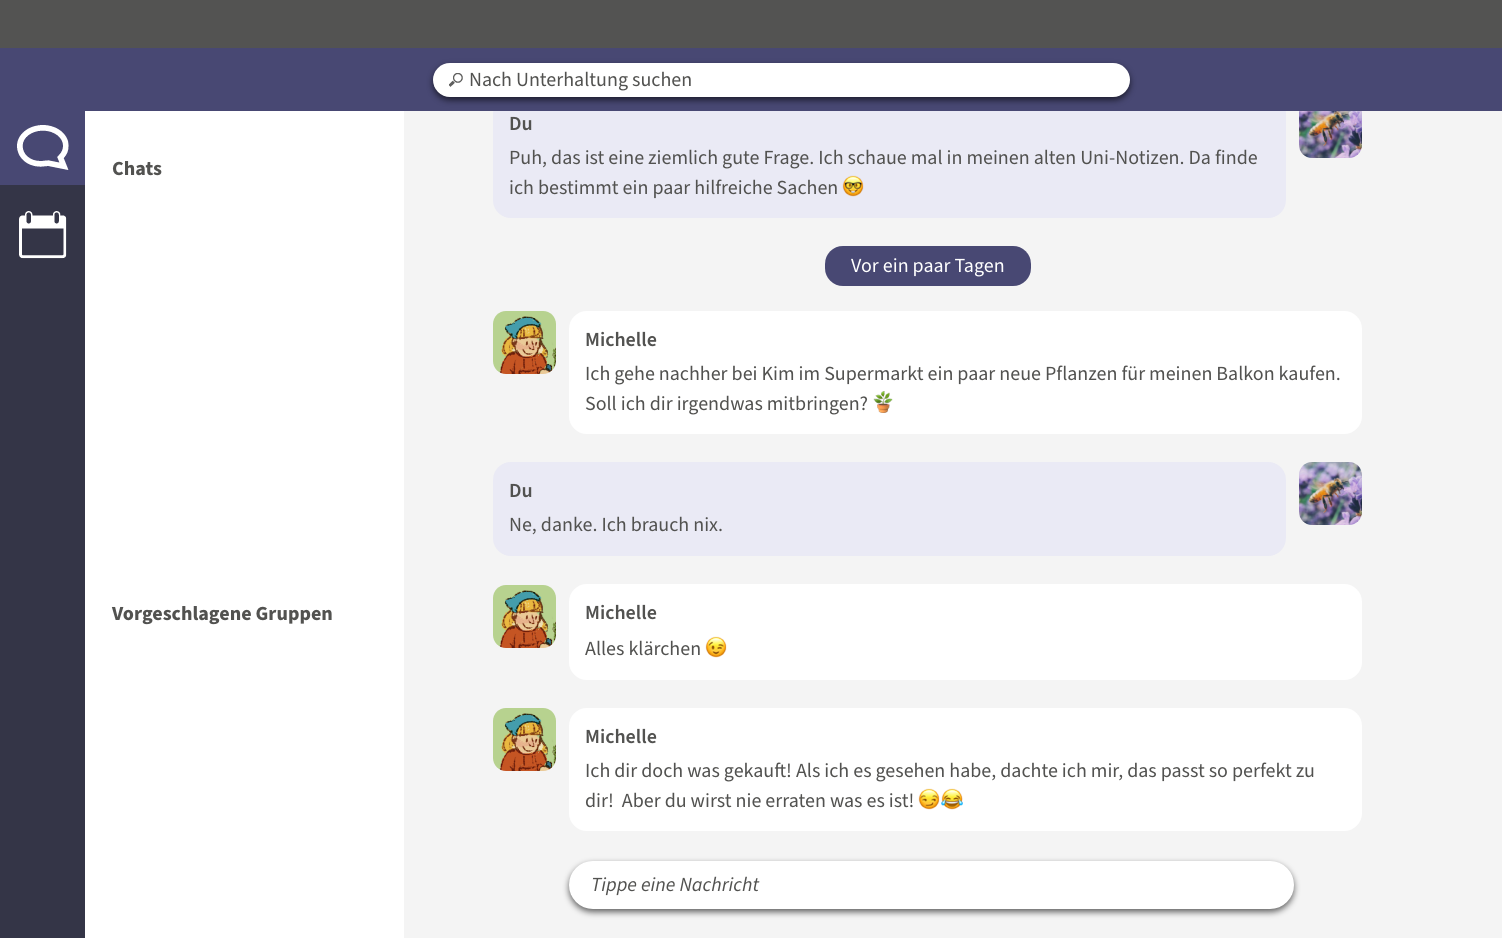 Nach Unterhaltung suchen
Chats
Vorgeschlagene Gruppen
Du
Puh, das ist eine ziemlich gute Frage. Ich schaue mal in meinen alten Uni-Notizen. Da finde
ich bestimmt ein paar hilfreiche Sachen 🤓
Vor ein paar Tagen
Michelle
Ich gehe nachher bei Kim im Supermarkt ein paar neue Pflanzen für meinen Balkon kaufen.
Soll ich dir irgendwas mitbringen? 🪴
Du
Ne, danke. Ich brauch nix.
Michelle
Alles klärchen 😉
Michelle
Ich dir doch was gekauft! Als ich es gesehen habe, dachte ich mir, das passt so perfekt zu
dir!  Aber du wirst nie erraten was es ist! 😏😂
Tippe eine Nachricht